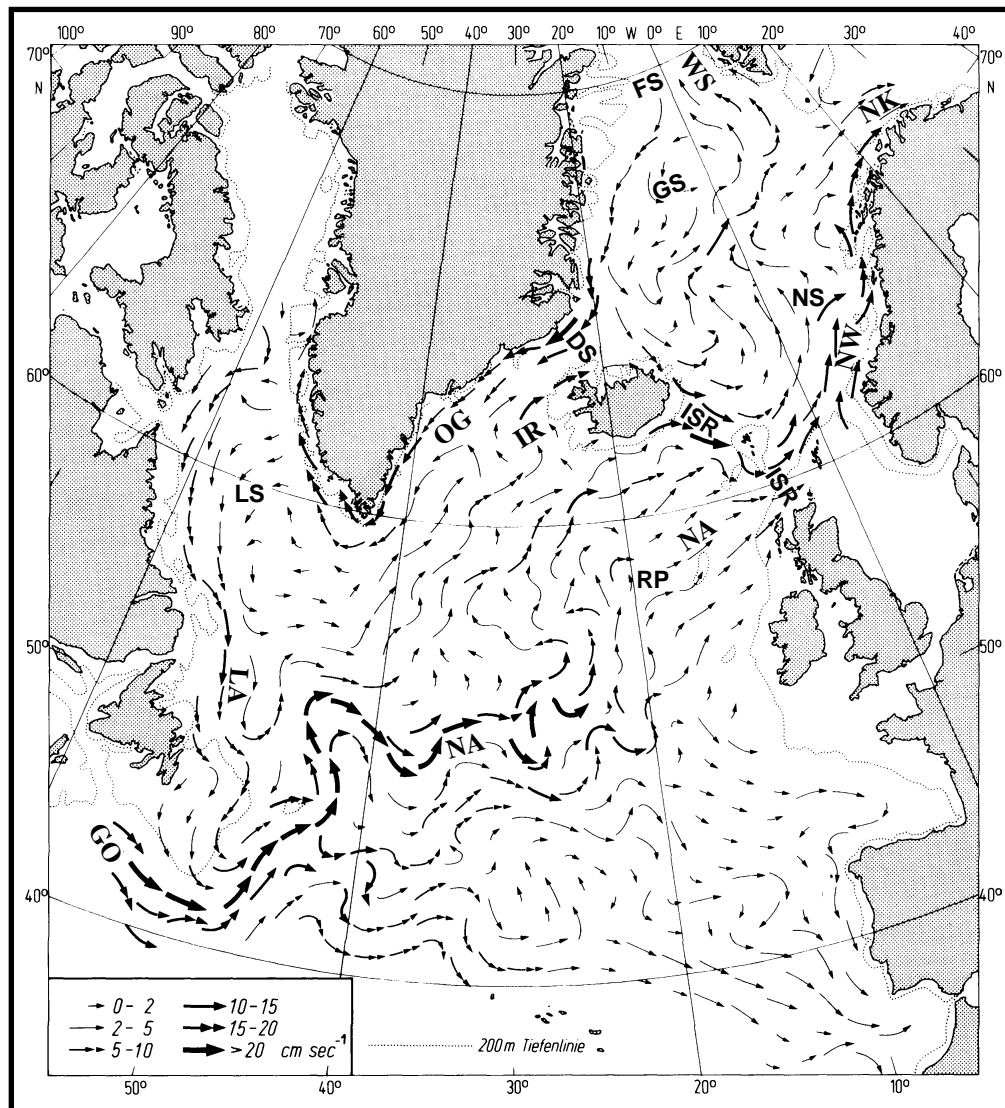 100° 90° 80° 70° 60° 50° 40° 30° 20° 10° W 0° E 10° 20° 30° 40°
70°
N
70°
N
FS
WS
NK
GS
NS
DS
NW
60°
60°
OG
IR
ISR
ISR
LS
NA
RP
50°
50°
LA
NA
GO
40°
40°
0 - 2
2 - 5
5 - 10
10 - 15
15 - 20
> 20 cm sec⁻¹
200 m Tiefenlinie
50° 40° 30° 20° 10°